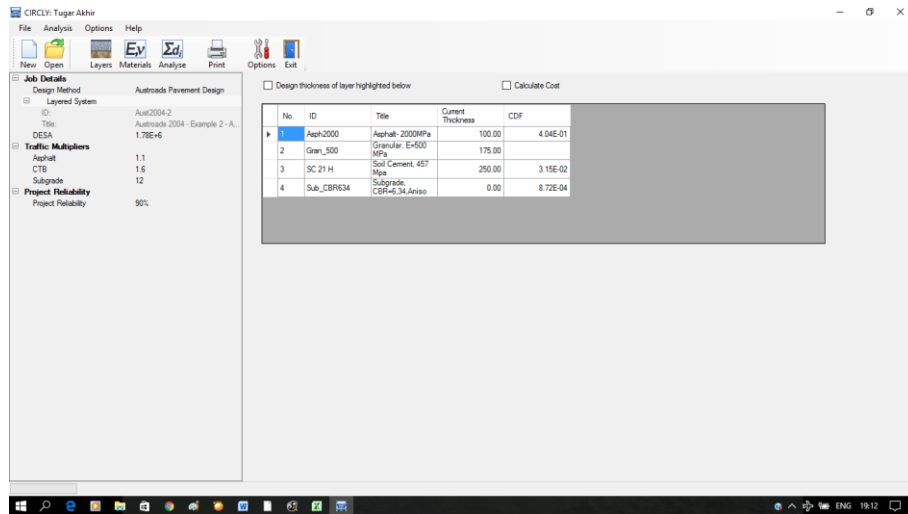 CIRCLY: Tugar Akhir
File Analysis Options Help
New Open Layers Materials Analyse Print Options Exit
E,v Σdᵢ
Job Details
Design Method Austroads Pavement Design
Layered System
ID: Aust2004-2
Title: Austroads 2004 - Example 2 - A...
DESA 1.78E+6
Traffic Multipliers
Asphalt 1.1
CTB 1.6
Subgrade 12
Project Reliability
Project Reliability 90%
Design thickness of layer highlighted below Calculate Cost
No. ID Title Current Thickness CDF
1 Asph2000 Asphalt- 2000MPa 100.00 4.04E-01
2 Gran_500 Granular, E=500 MPa 175.00
3 SC 21 H Soil Cement, 457 Mpa 250.00 3.15E-02
4 Sub_CBR634 Subgrade, CBR=6.34,Aniso 0.00 8.72E-04
ENG 19:12